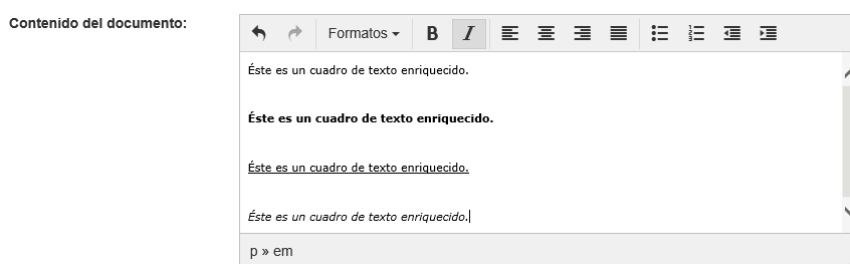 Contenido del documento:
Formatos B I
Éste es un cuadro de texto enriquecido.
Éste es un cuadro de texto enriquecido.
Éste es un cuadro de texto enriquecido.
Éste es un cuadro de texto enriquecido.
p » em